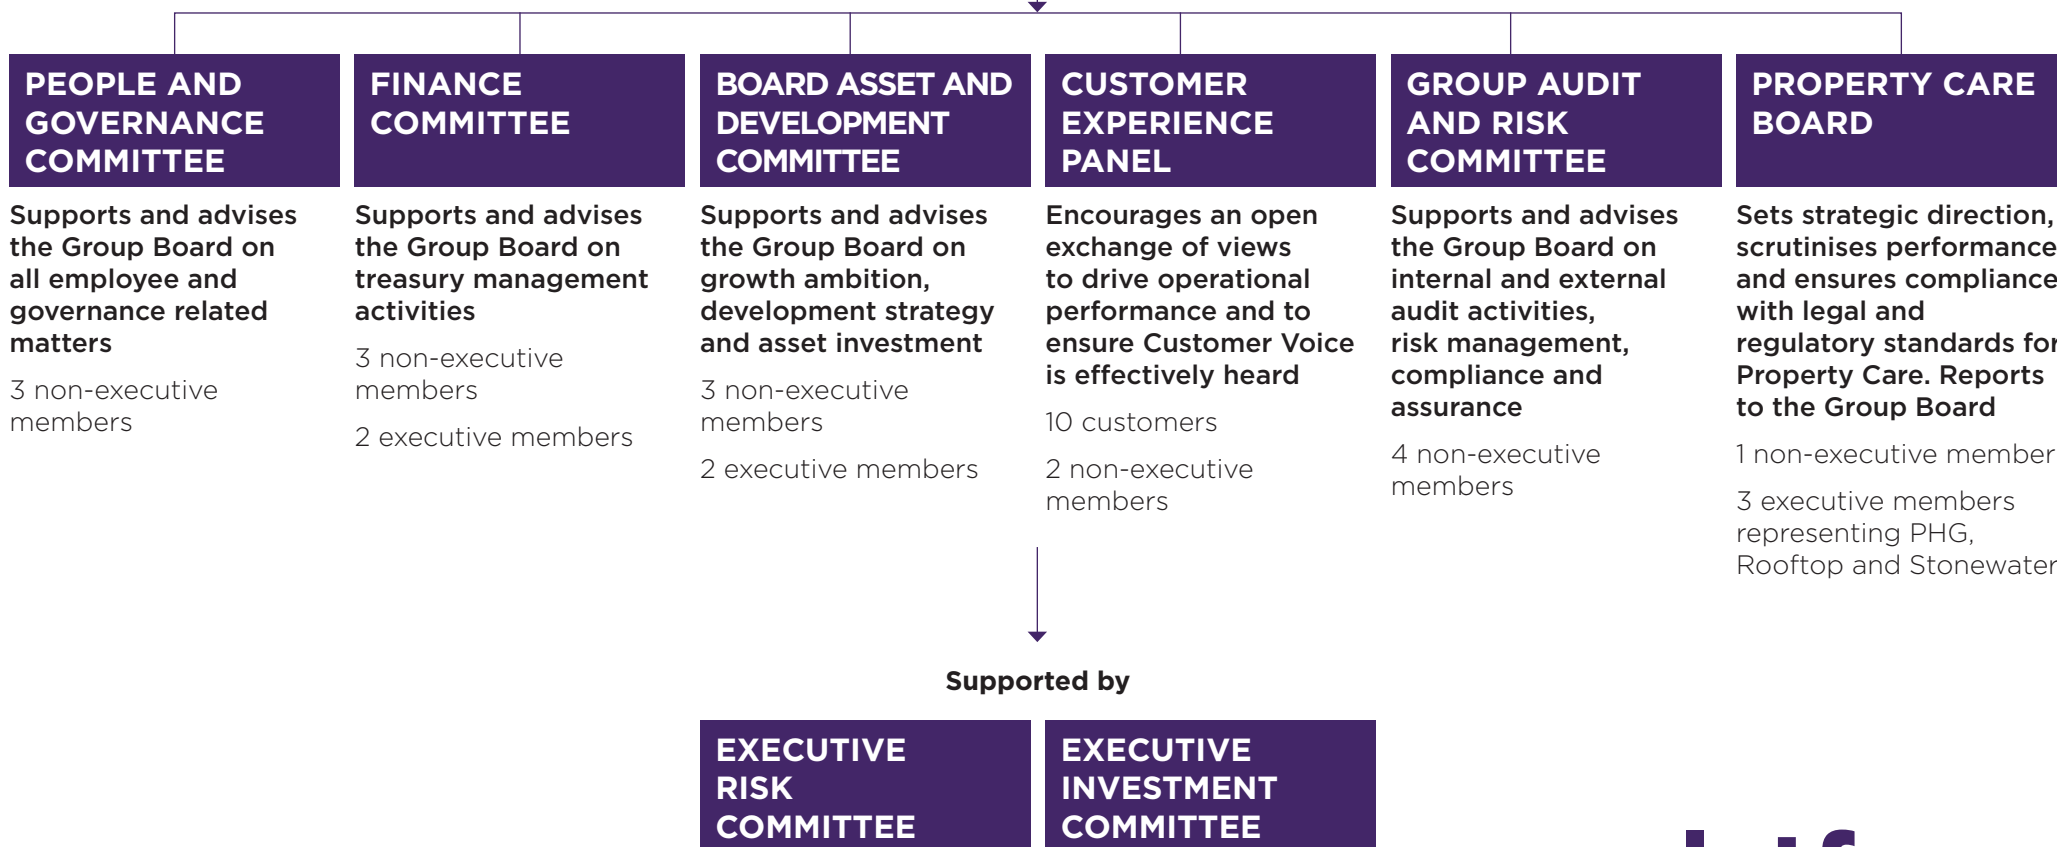 PEOPLE AND
GOVERNANCE
COMMITTEE
Supports and advises
the Group Board on
all employee and
governance related
matters
3 non-executive
members
FINANCE
COMMITTEE
Supports and advises
the Group Board on
treasury management
activities
3 non-executive
members
2 executive members
BOARD ASSET AND
DEVELOPMENT
COMMITTEE
Supports and advises
the Group Board on
growth ambition,
development strategy
and asset investment
3 non-executive
members
2 executive members
CUSTOMER
EXPERIENCE
PANEL
Encourages an open
exchange of views
to drive operational
performance and to
ensure Customer Voice
is effectively heard
10 customers
2 non-executive
members
GROUP AUDIT
AND RISK
COMMITTEE
Supports and advises
the Group Board on
internal and external
audit activities,
risk management,
compliance and
assurance
4 non-executive
members
PROPERTY CARE
BOARD
Sets strategic direction,
scrutinises performance
and ensures compliance
with legal and
regulatory standards for
Property Care. Reports
to the Group Board
1 non-executive member
3 executive members
representing PHG,
Rooftop and Stonewater
Supported by
EXECUTIVE
RISK
COMMITTEE
EXECUTIVE
INVESTMENT
COMMITTEE